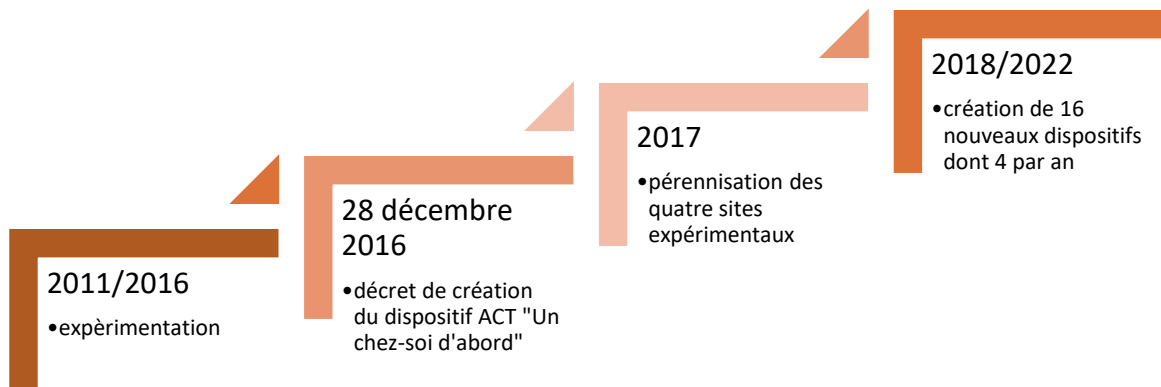 2011/2016
•expèrimentation
28 décembre
2016
•décret de création
du dispositif ACT "Un
chez-soi d'abord"
2017
•pérennisation des
quatre sites
expérimentaux
2018/2022
•création de 16
nouveaux dispositifs
dont 4 par an